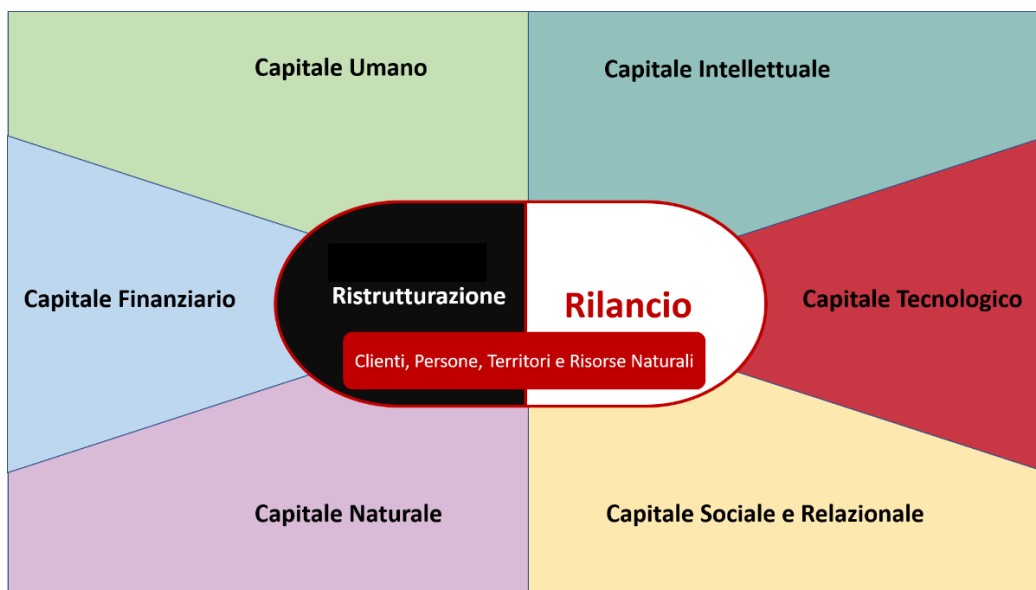 Capitale Umano
Capitale Intellettuale
Capitale Finanziario
Ristrutturazione
Rilancio
Capitale Tecnologico
Clienti, Persone, Territori e Risorse Naturali
Capitale Naturale
Capitale Sociale e Relazionale